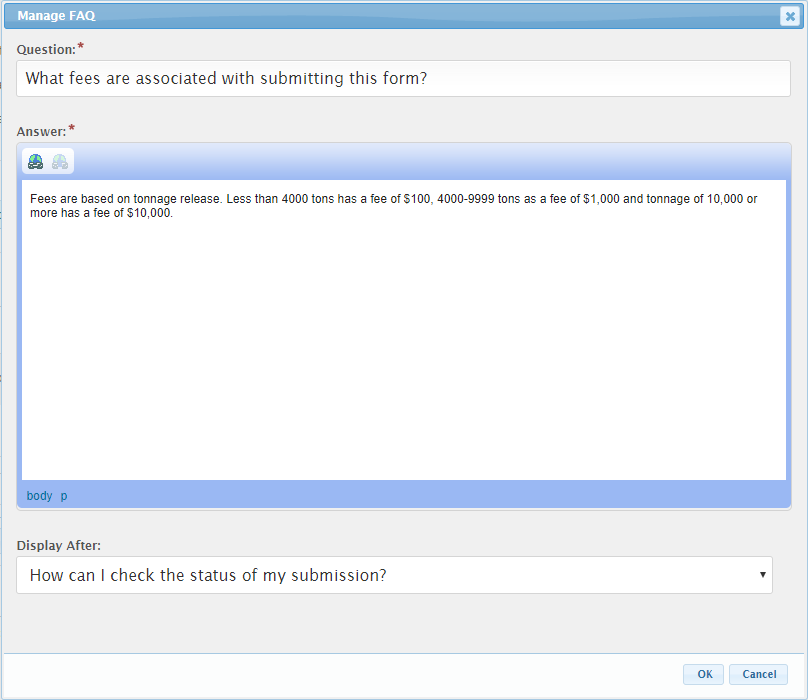 Manage FAQ
Question:*
What fees are associated with submitting this form?
Answer:*
Fees are based on tonnage release. Less than 4000 tons has a fee of $100, 4000-9999 tons as a fee of $1,000 and tonnage of 10,000 or
more has a fee of $10,000.
body p
Display After:
How can I check the status of my submission?
OK Cancel